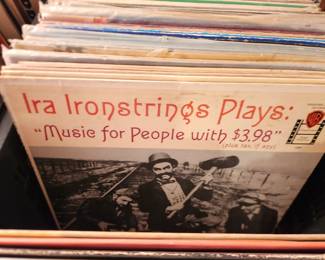 Ira Ironstrings Plays:
"Music for People with $3.98"
(plus tax, if any)